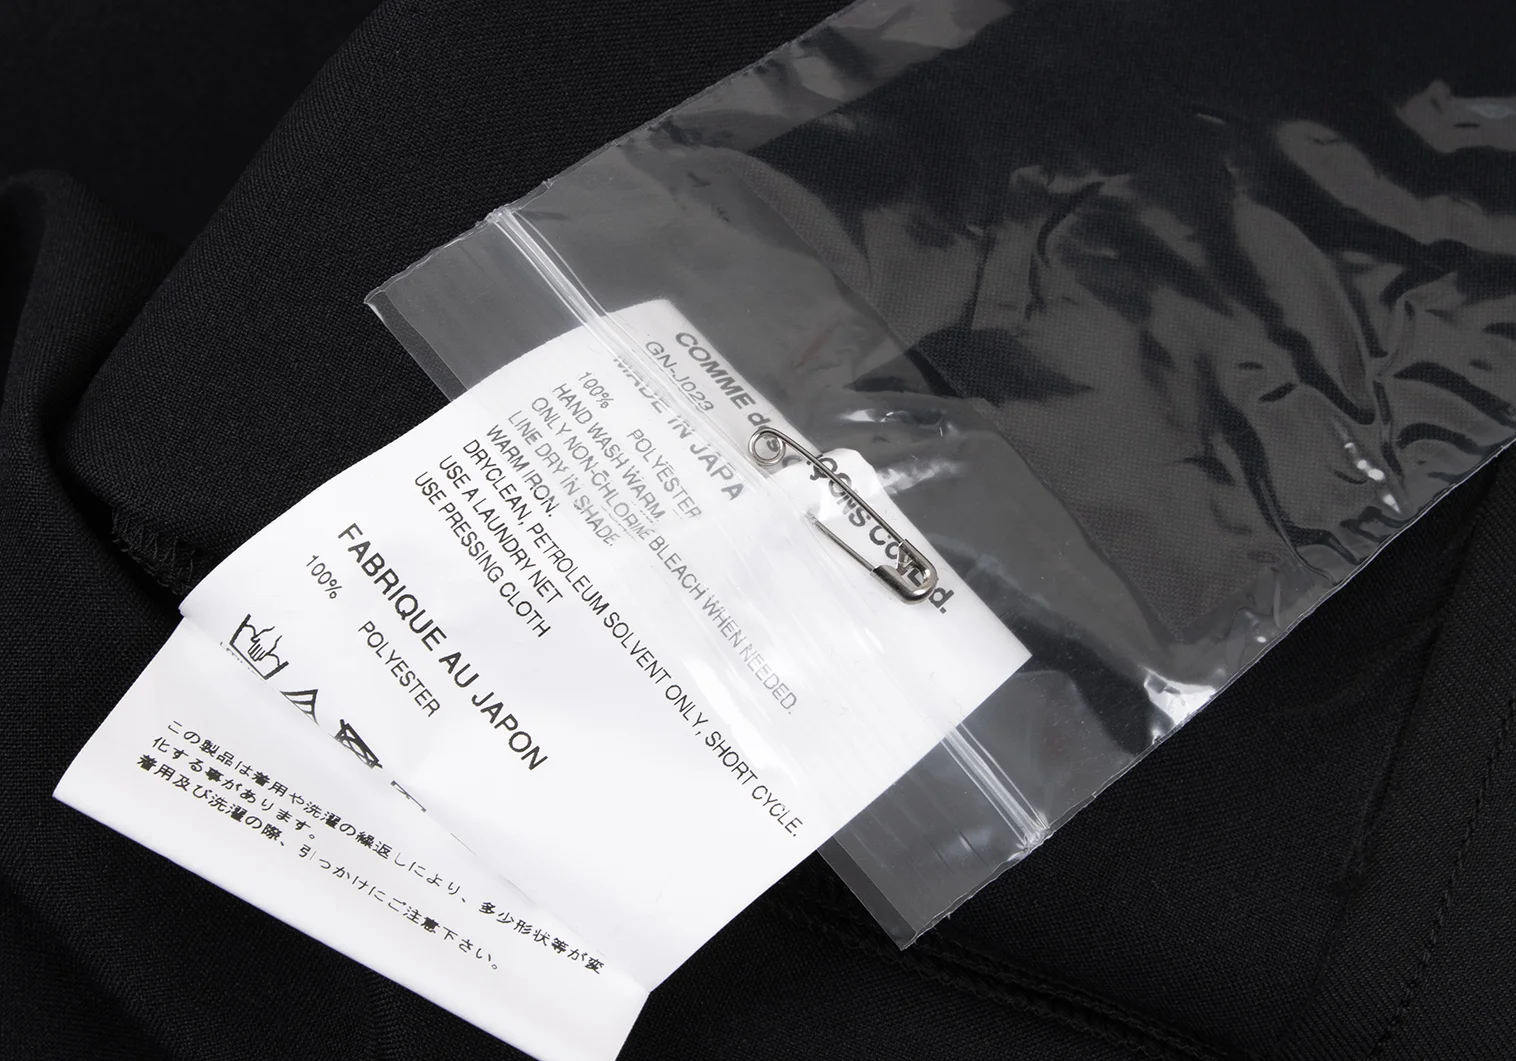 COMME des GARÇONS CO.,LTd.
GN-J023
MADE IN JAPA
100% POLYESTER
HAND WASH WARM.
ONLY NON-CHLORINE BLEACH WHEN NEEDED.
LINE DRY IN SHADE.
WARM IRON.
DRYCLEAN, PETROLEUM SOLVENT ONLY, SHORT CYCLE.
USE A LAUNDRY NET
USE PRESSING CLOTH
FABRIQUE AU JAPON
100% POLYESTER
この製品は着用や洗濯の繰返しにより、多少形状等が変
化する事があります。
着用及び洗濯の際、引っかけにご注意下さい。